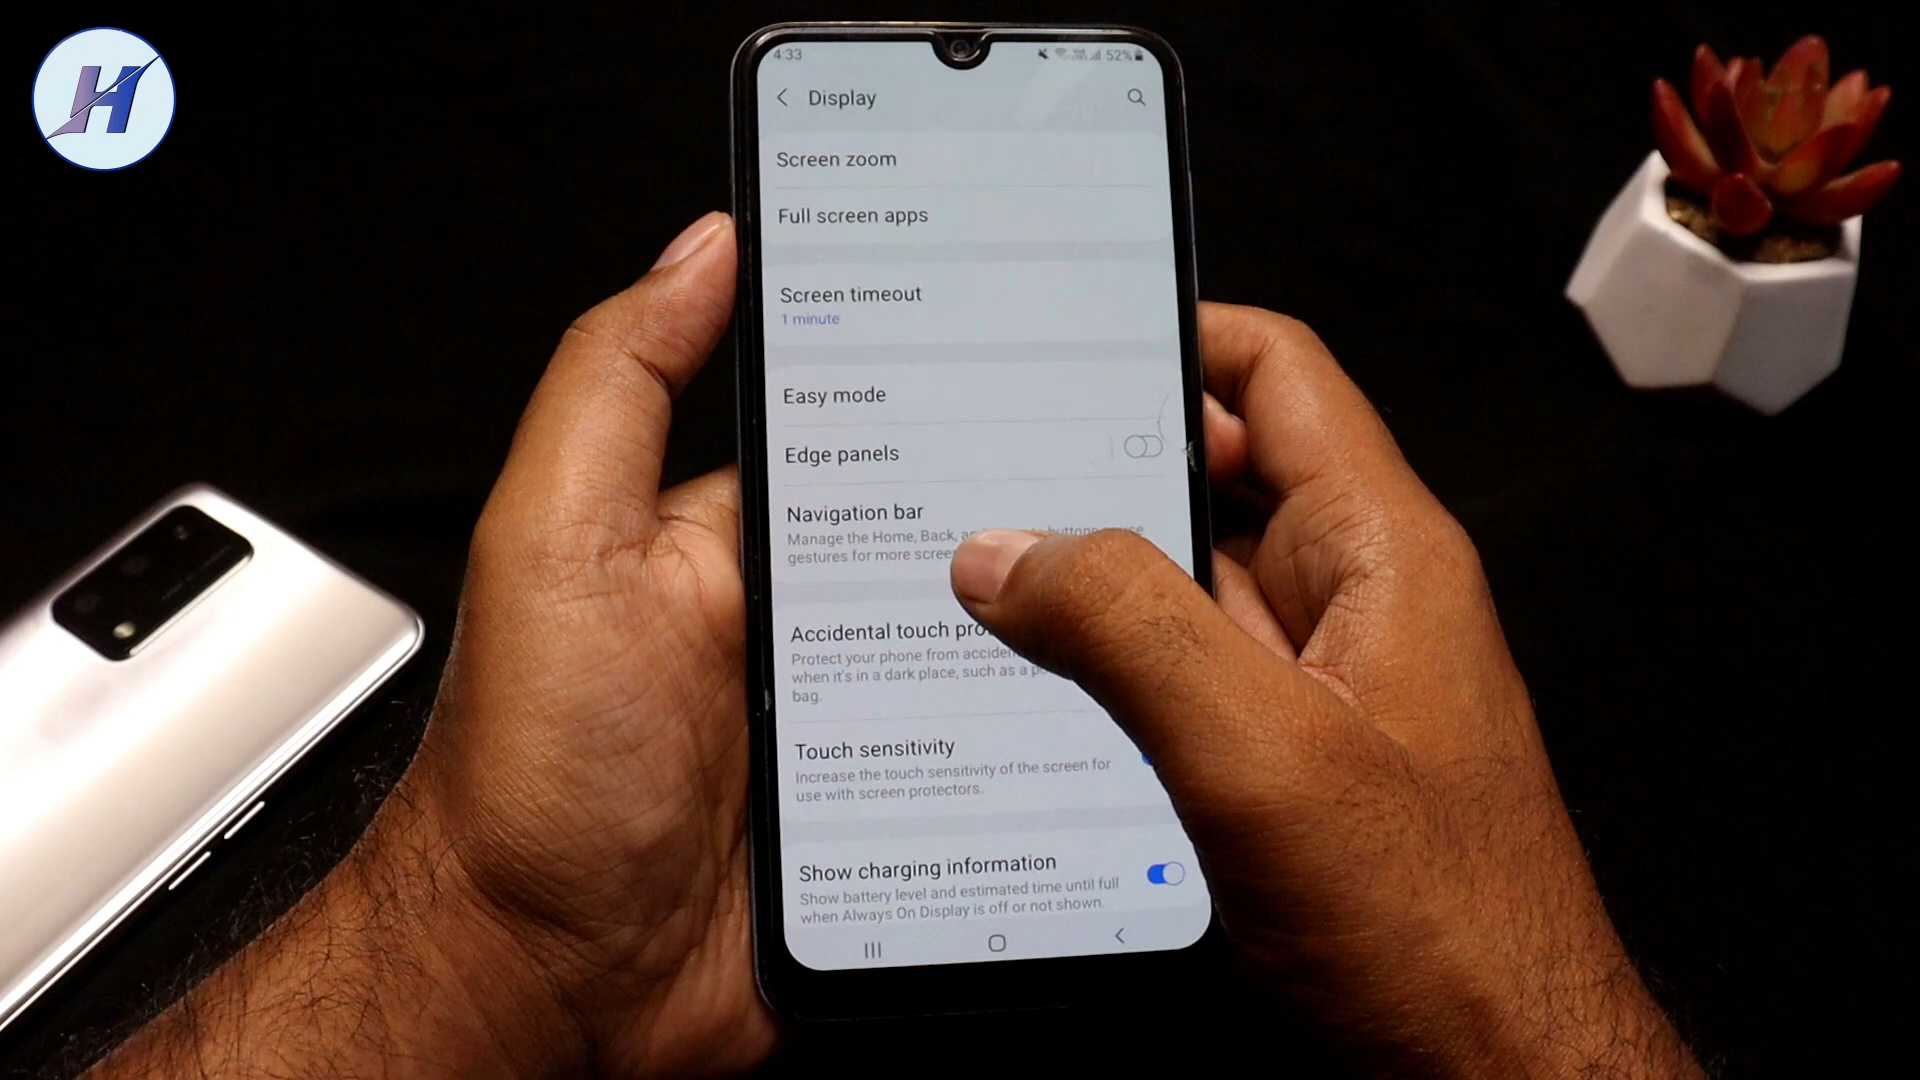 H
4:33
52%
Display
Screen zoom
Full screen apps
Screen timeout
1 minute
Easy mode
Edge panels
Navigation bar
Manage the Home, Back, buttons
gestures for more
Accidental touch
Protect your phone from
when it's in a dark place, such as a
bag.
Touch sensitivity
Increase the touch sensitivity of the screen for
use with screen protectors.
Show charging information
Show battery level and estimated time until full
when Always On Display is off or not shown.